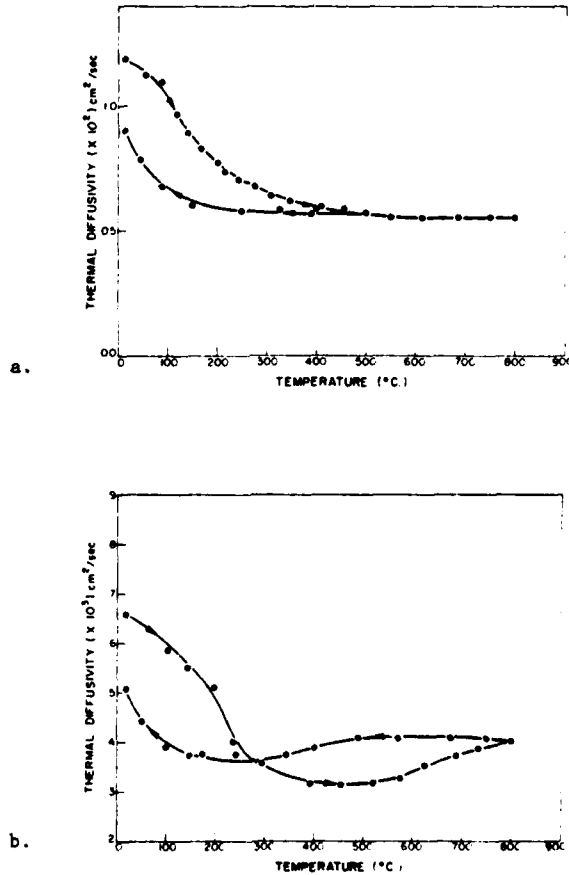 THERMAL DIFFUSIVITY (X 10²) cm²/sec
1.0
0.5
0.0
0 100 200 300 400 500 600 700 800 900
TEMPERATURE (°C.)
a.
THERMAL DIFFUSIVITY (X 10³) cm²/sec
9
8
7
6
5
4
3
2
0 100 200 300 400 500 600 700 800 900
TEMPERATURE (°C.)
b.